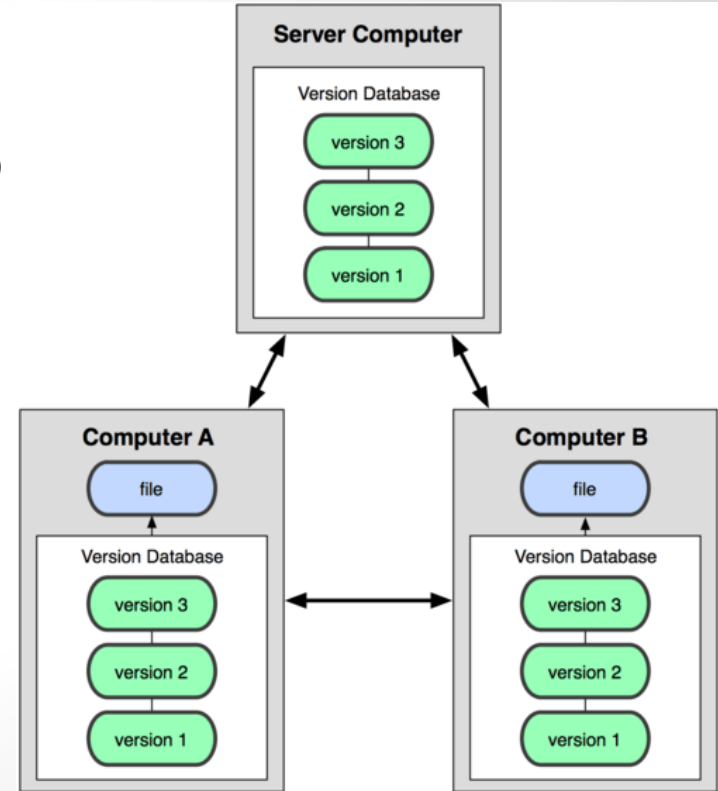 Server Computer
Version Database
version 3
version 2
version 1
Computer A
file
Version Database
version 3
version 2
version 1
Computer B
file
Version Database
version 3
version 2
version 1